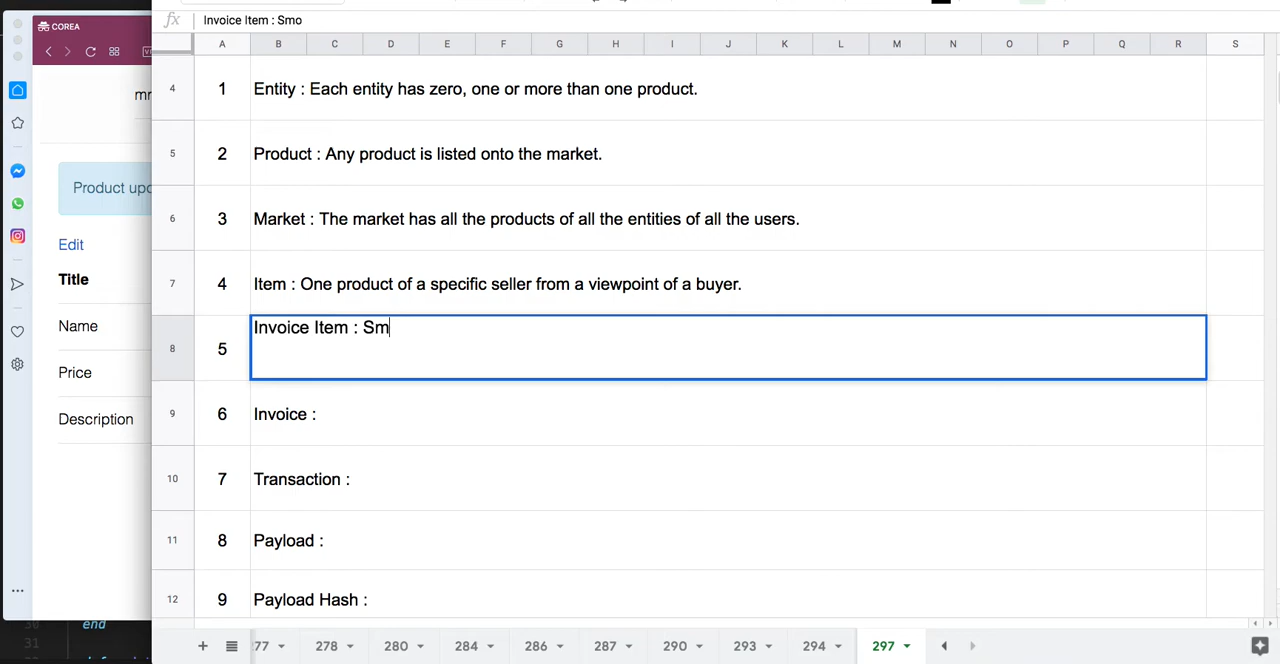 fx Invoice Item : Smo
COREA
A B C D E F G H I J K L M N O P Q R S
4 1 Entity : Each entity has zero, one or more than one product.
5 2 Product : Any product is listed onto the market.
6 3 Market : The market has all the products of all the entities of all the users.
7 4 Item : One product of a specific seller from a viewpoint of a buyer.
8 5 Invoice Item : Sm
9 6 Invoice :
10 7 Transaction :
11 8 Payload :
12 9 Payload Hash :
Product upd
Edit
Title
Name
Price
Description
end
31
277 278 280 284 286 287 290 293 294 297